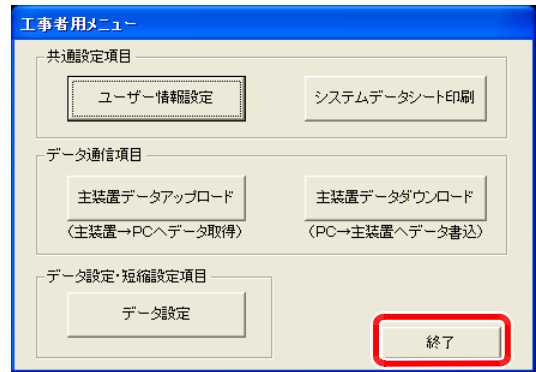 工事者用メニュー
共通設定項目
ユーザー情報設定
システムデータシート印刷
データ通信項目
主装置データアップロード
主装置データダウンロード
(主装置→PCへデータ取得)
(PC→主装置へデータ書込)
データ設定・短縮設定項目
データ設定
終了